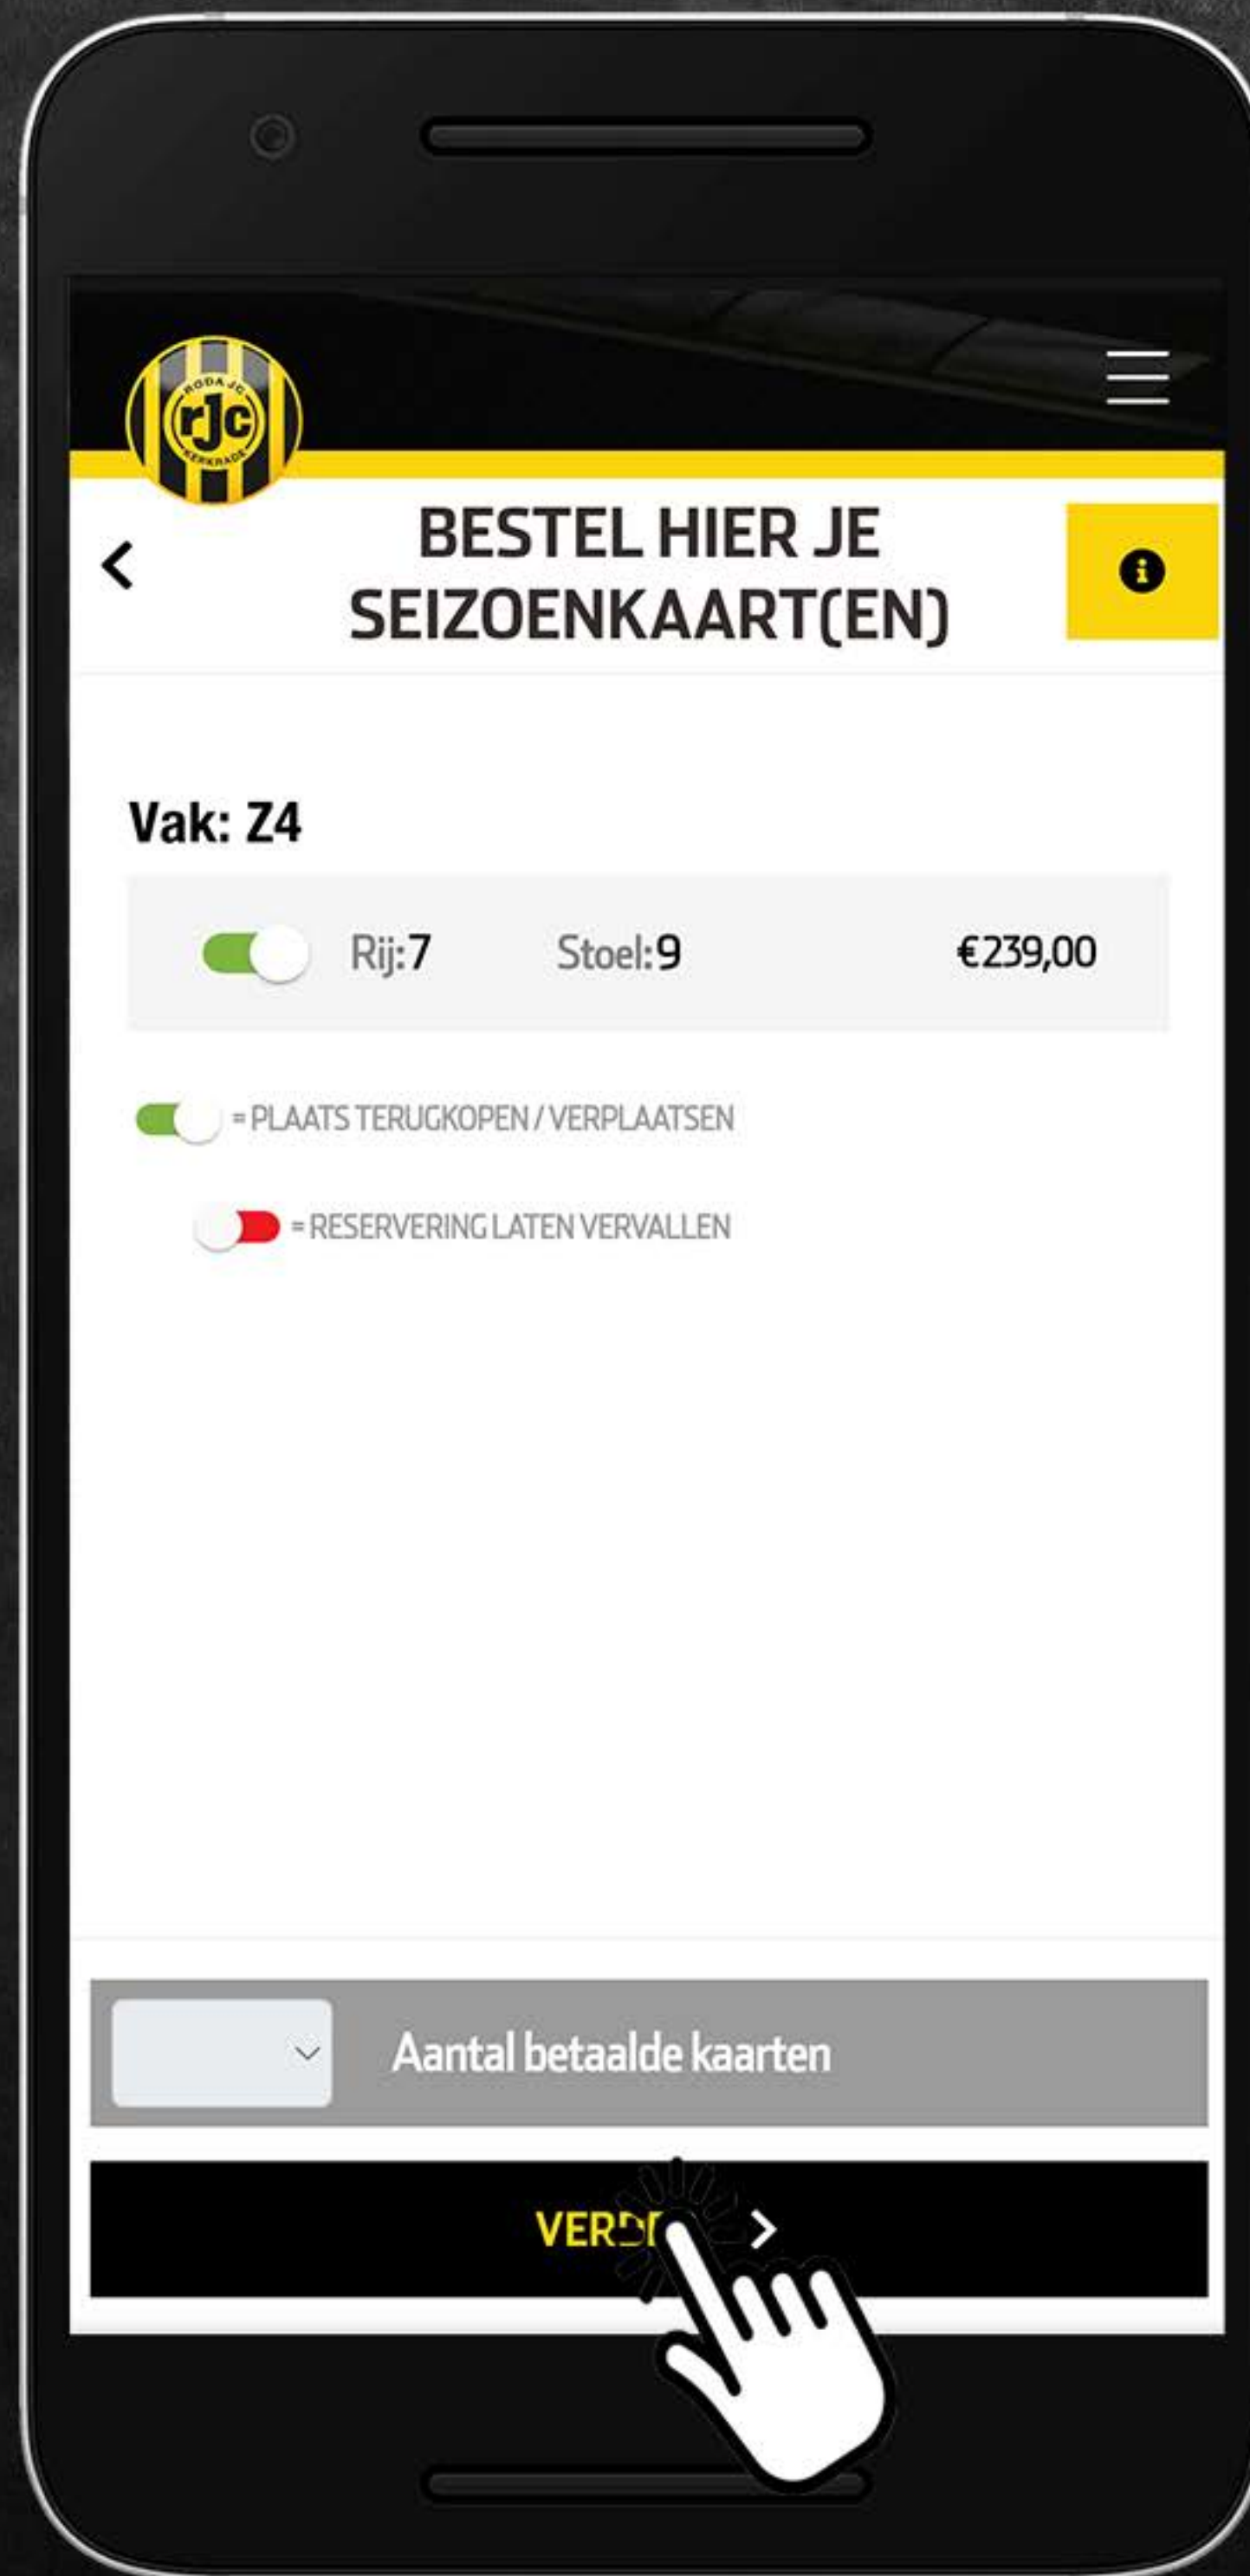 RODA JC
rJc
KERKRADE
BESTEL HIER JE
SEIZOENKAART(EN)
Vak: Z4
Rij:7 Stoel:9 €239,00
= PLAATS TERUGKOPEN / VERPLAATSEN
= RESERVERING LATEN VERVALLEN
Aantal betaalde kaarten